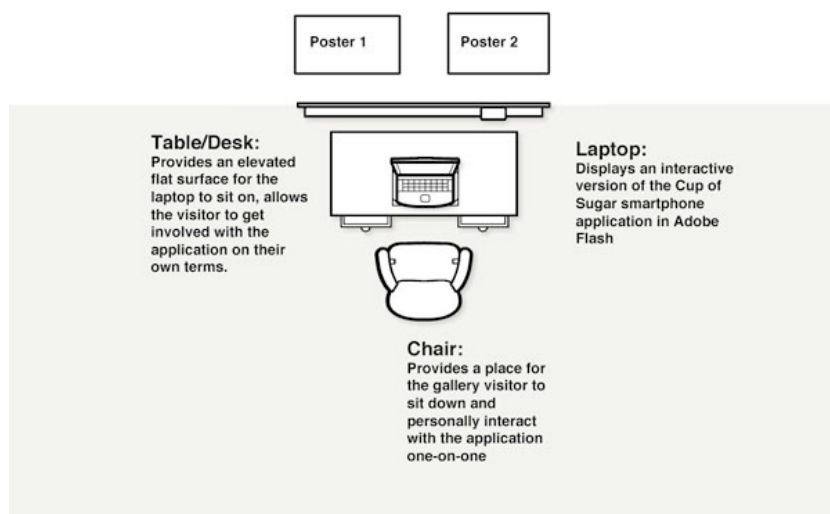 Poster 1
Poster 2
Table/Desk:
Provides an elevated
flat surface for the
laptop to sit on, allows
the visitor to get
involved with the
application on their
own terms.
Laptop:
Displays an interactive
version of the Cup of
Sugar smartphone
application in Adobe
Flash
Chair:
Provides a place for
the gallery visitor to
sit down and
personally interact
with the application
one-on-one